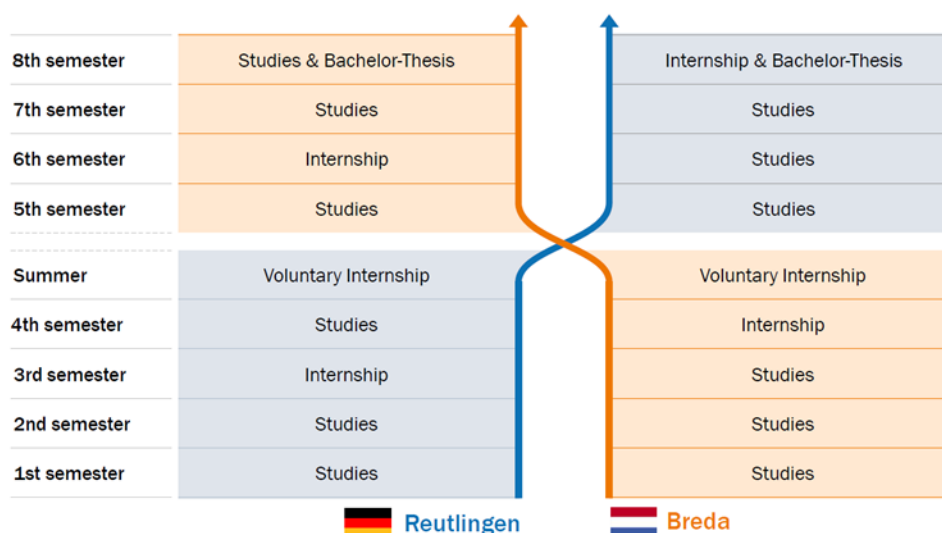 8th semester Studies & Bachelor-Thesis Internship & Bachelor-Thesis
7th semester Studies Studies
6th semester Internship Studies
5th semester Studies Studies
Summer Voluntary Internship Voluntary Internship
4th semester Studies Internship
3rd semester Internship Studies
2nd semester Studies Studies
1st semester Studies Studies
Reutlingen Breda